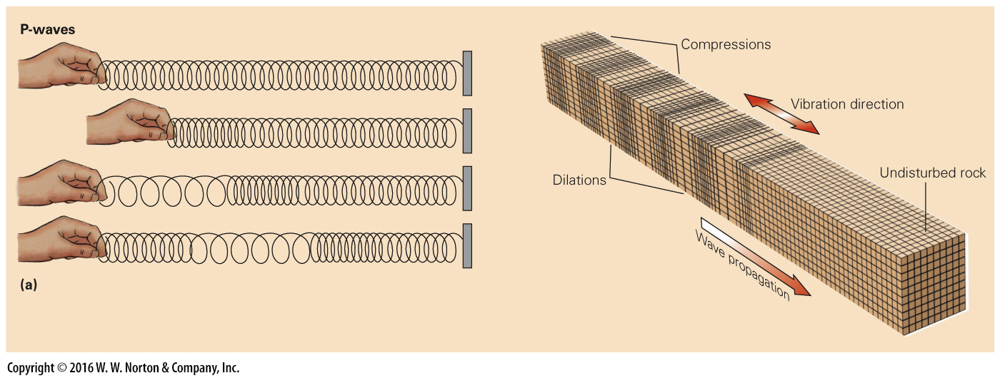 P-waves
Compressions
Vibration direction
Undisturbed rock
Dilations
Wave propagation
(a)
Copyright © 2016 W. W. Norton & Company, Inc.